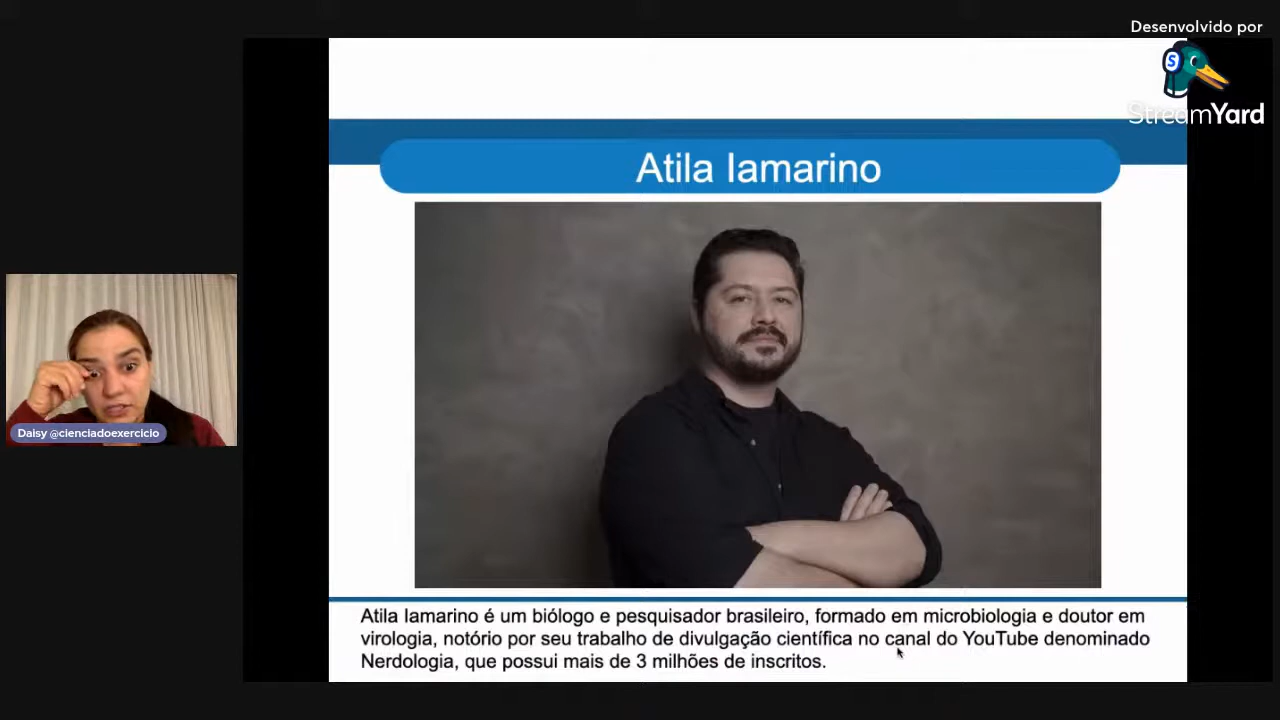 Desenvolvido por
StreamYard
Atila Iamarino
Daisy @cienciadoexercicio
Atila Iamarino é um biólogo e pesquisador brasileiro, formado em microbiologia e doutor em
virologia, notório por seu trabalho de divulgação científica no canal do YouTube denominado
Nerdologia, que possui mais de 3 milhões de inscritos.